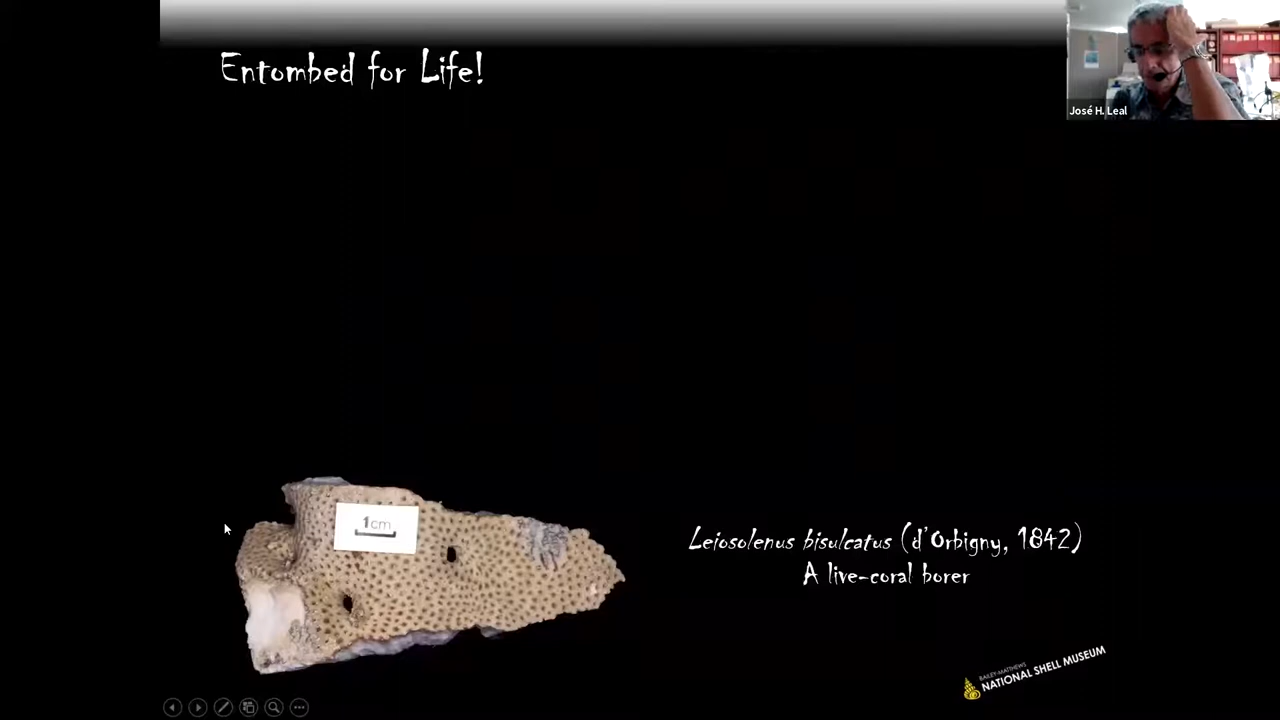 Entombed for Life!
José H. Leal
1cm
Leiosolenus bisulcatus (d'Orbigny, 1842)
A live-coral borer
BAILEY-MATTHEWS
NATIONAL SHELL MUSEUM